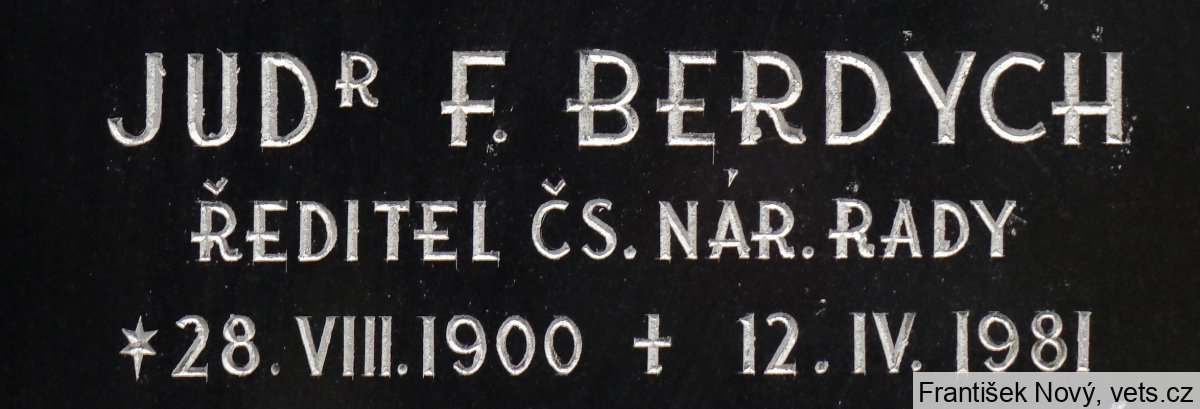 JUDR F. BERDYCH
ŘEDITEL ČS. NÁR. RADY
* 28. VIII. 1900 † 12. IV. 1981
František Nový, vets.cz